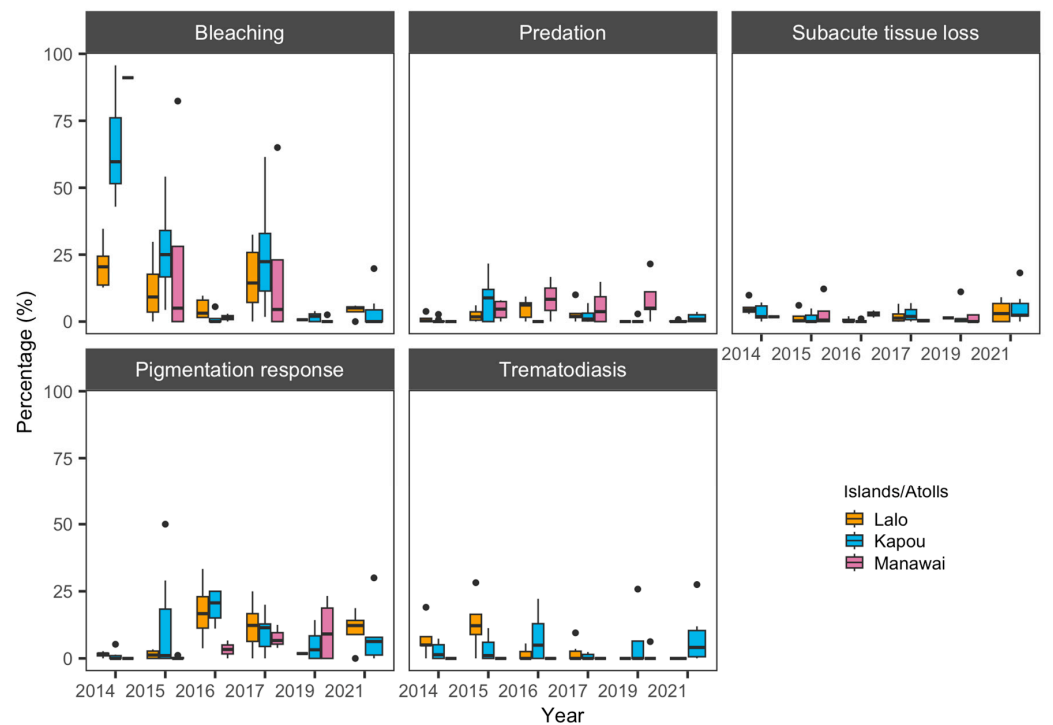 Bleaching Predation Subacute tissue loss
100
75
50
25
0
2014 2015 2016 2017 2019 2021
Percentage (%)
Pigmentation response Trematodiasis
100
75
50
25
0
Islands/Atolls
Lalo
Kapou
Manawai
2014 2015 2016 2017 2019 2021 2014 2015 2016 2017 2019 2021
Year